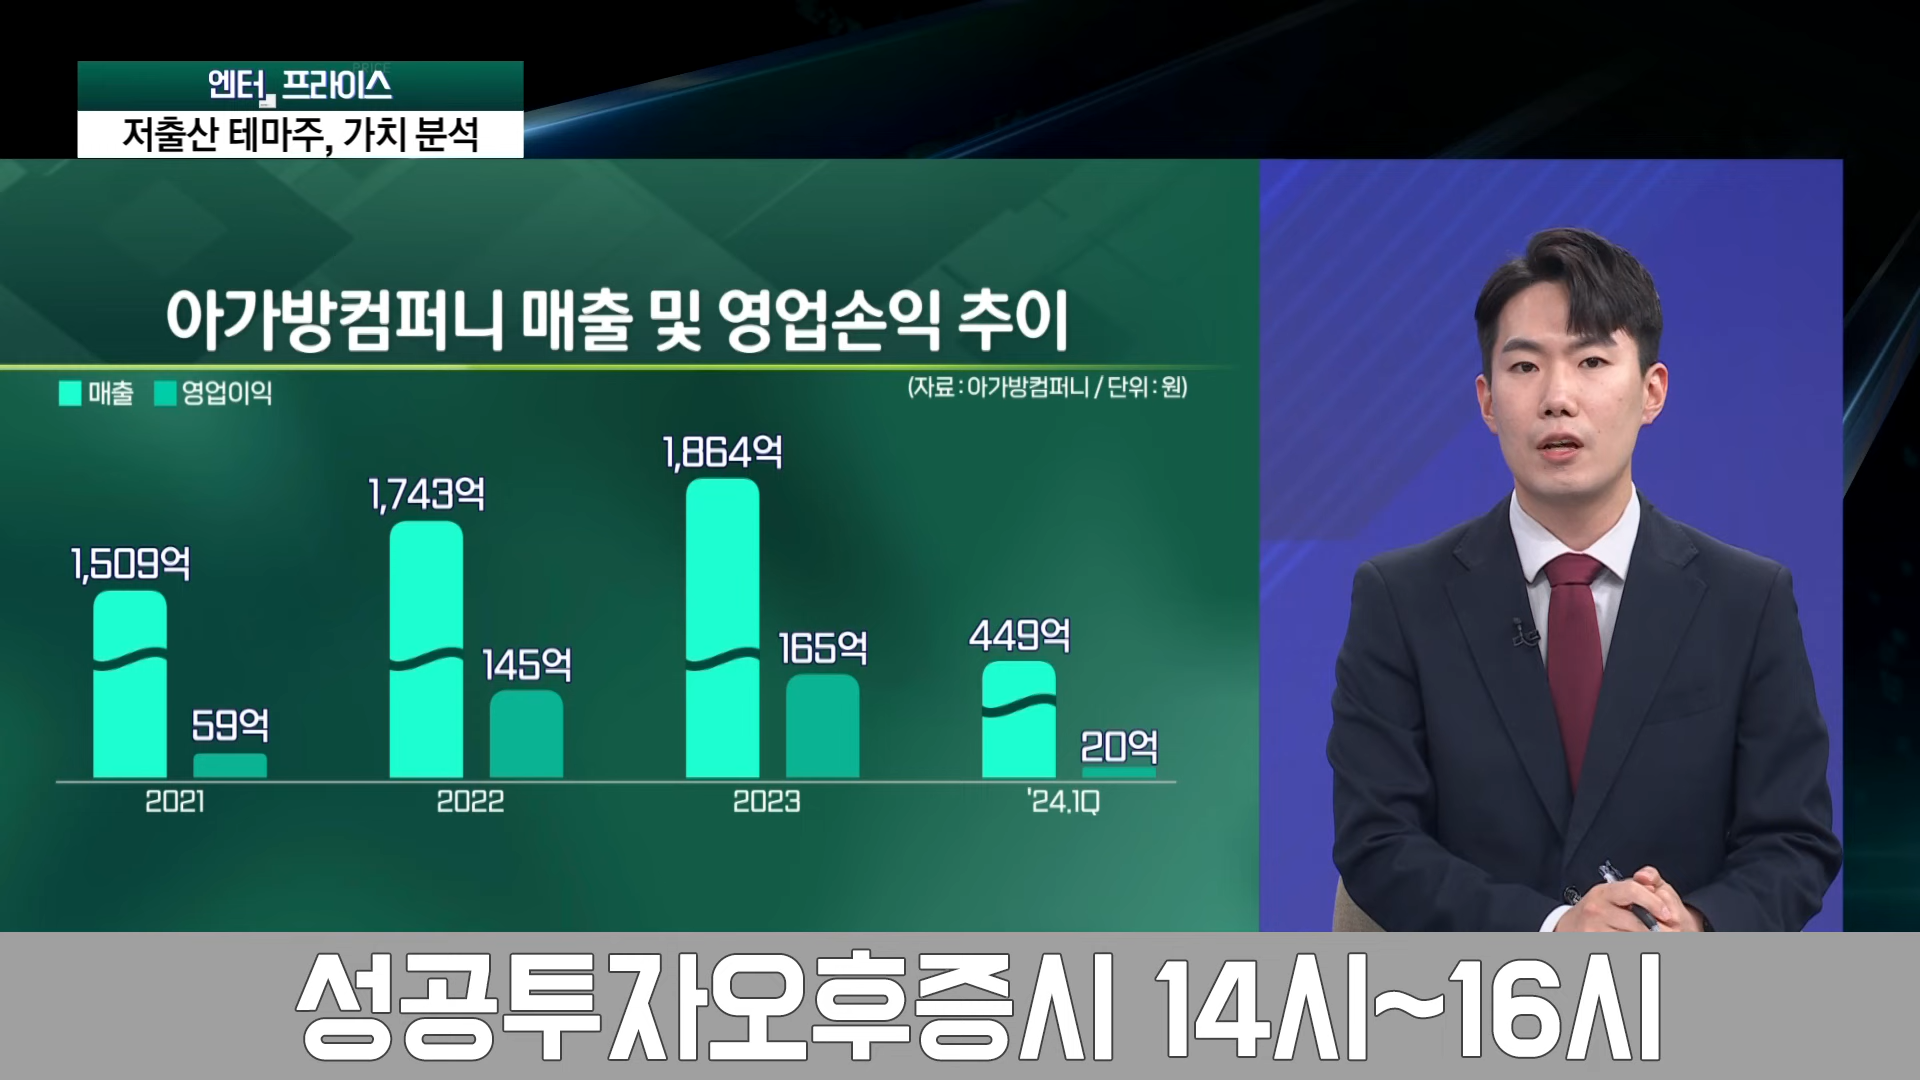 엔터 프라이스
PRICE
저출산 테마주, 가치 분석
아가방컴퍼니 매출 및 영업손익 추이
매출 영업이익
(자료:아가방컴퍼니 / 단위:원)
1,509억
59억
1,743억
145억
1,864억
165억
449억
20억
2021
2022
2023
'24.1Q
성공투자오후증시 14시~16시